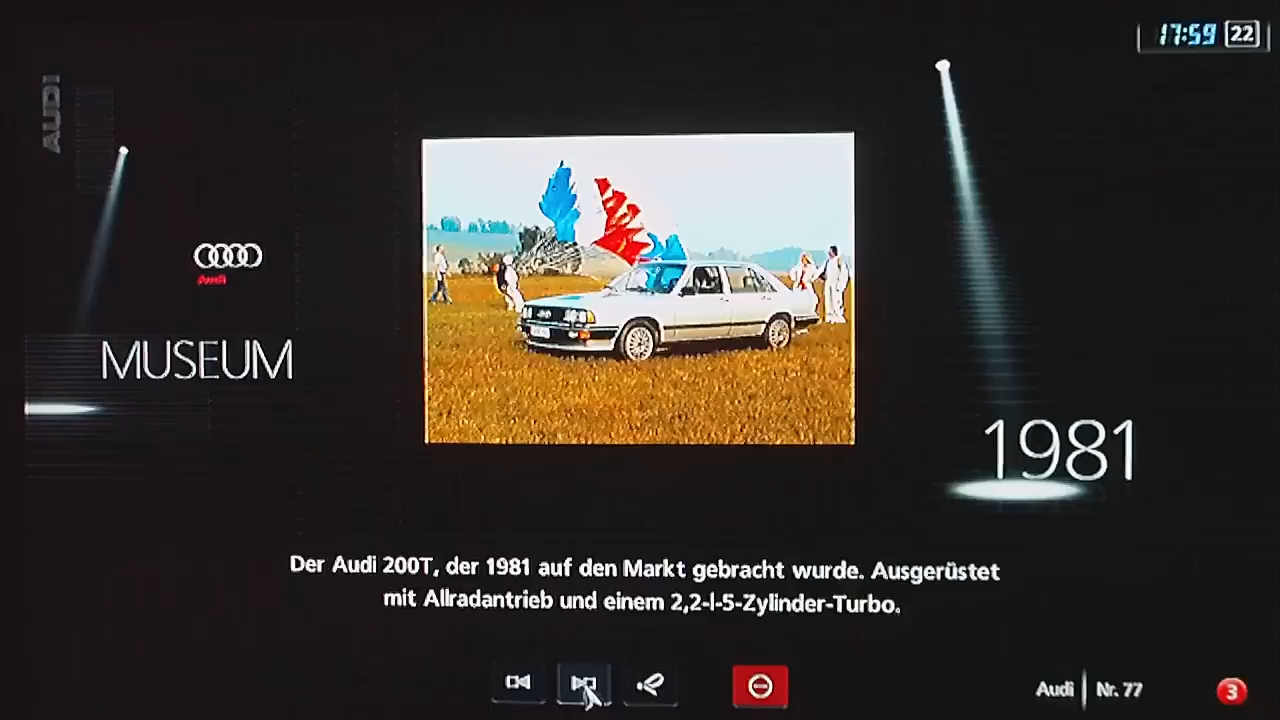 17:59 22
AUDI
Audi
MUSEUM
1981
Der Audi 200T, der 1981 auf den Markt gebracht wurde. Ausgerüstet
mit Allradantrieb und einem 2,2-l-5-Zylinder-Turbo.
Audi Nr. 77
3